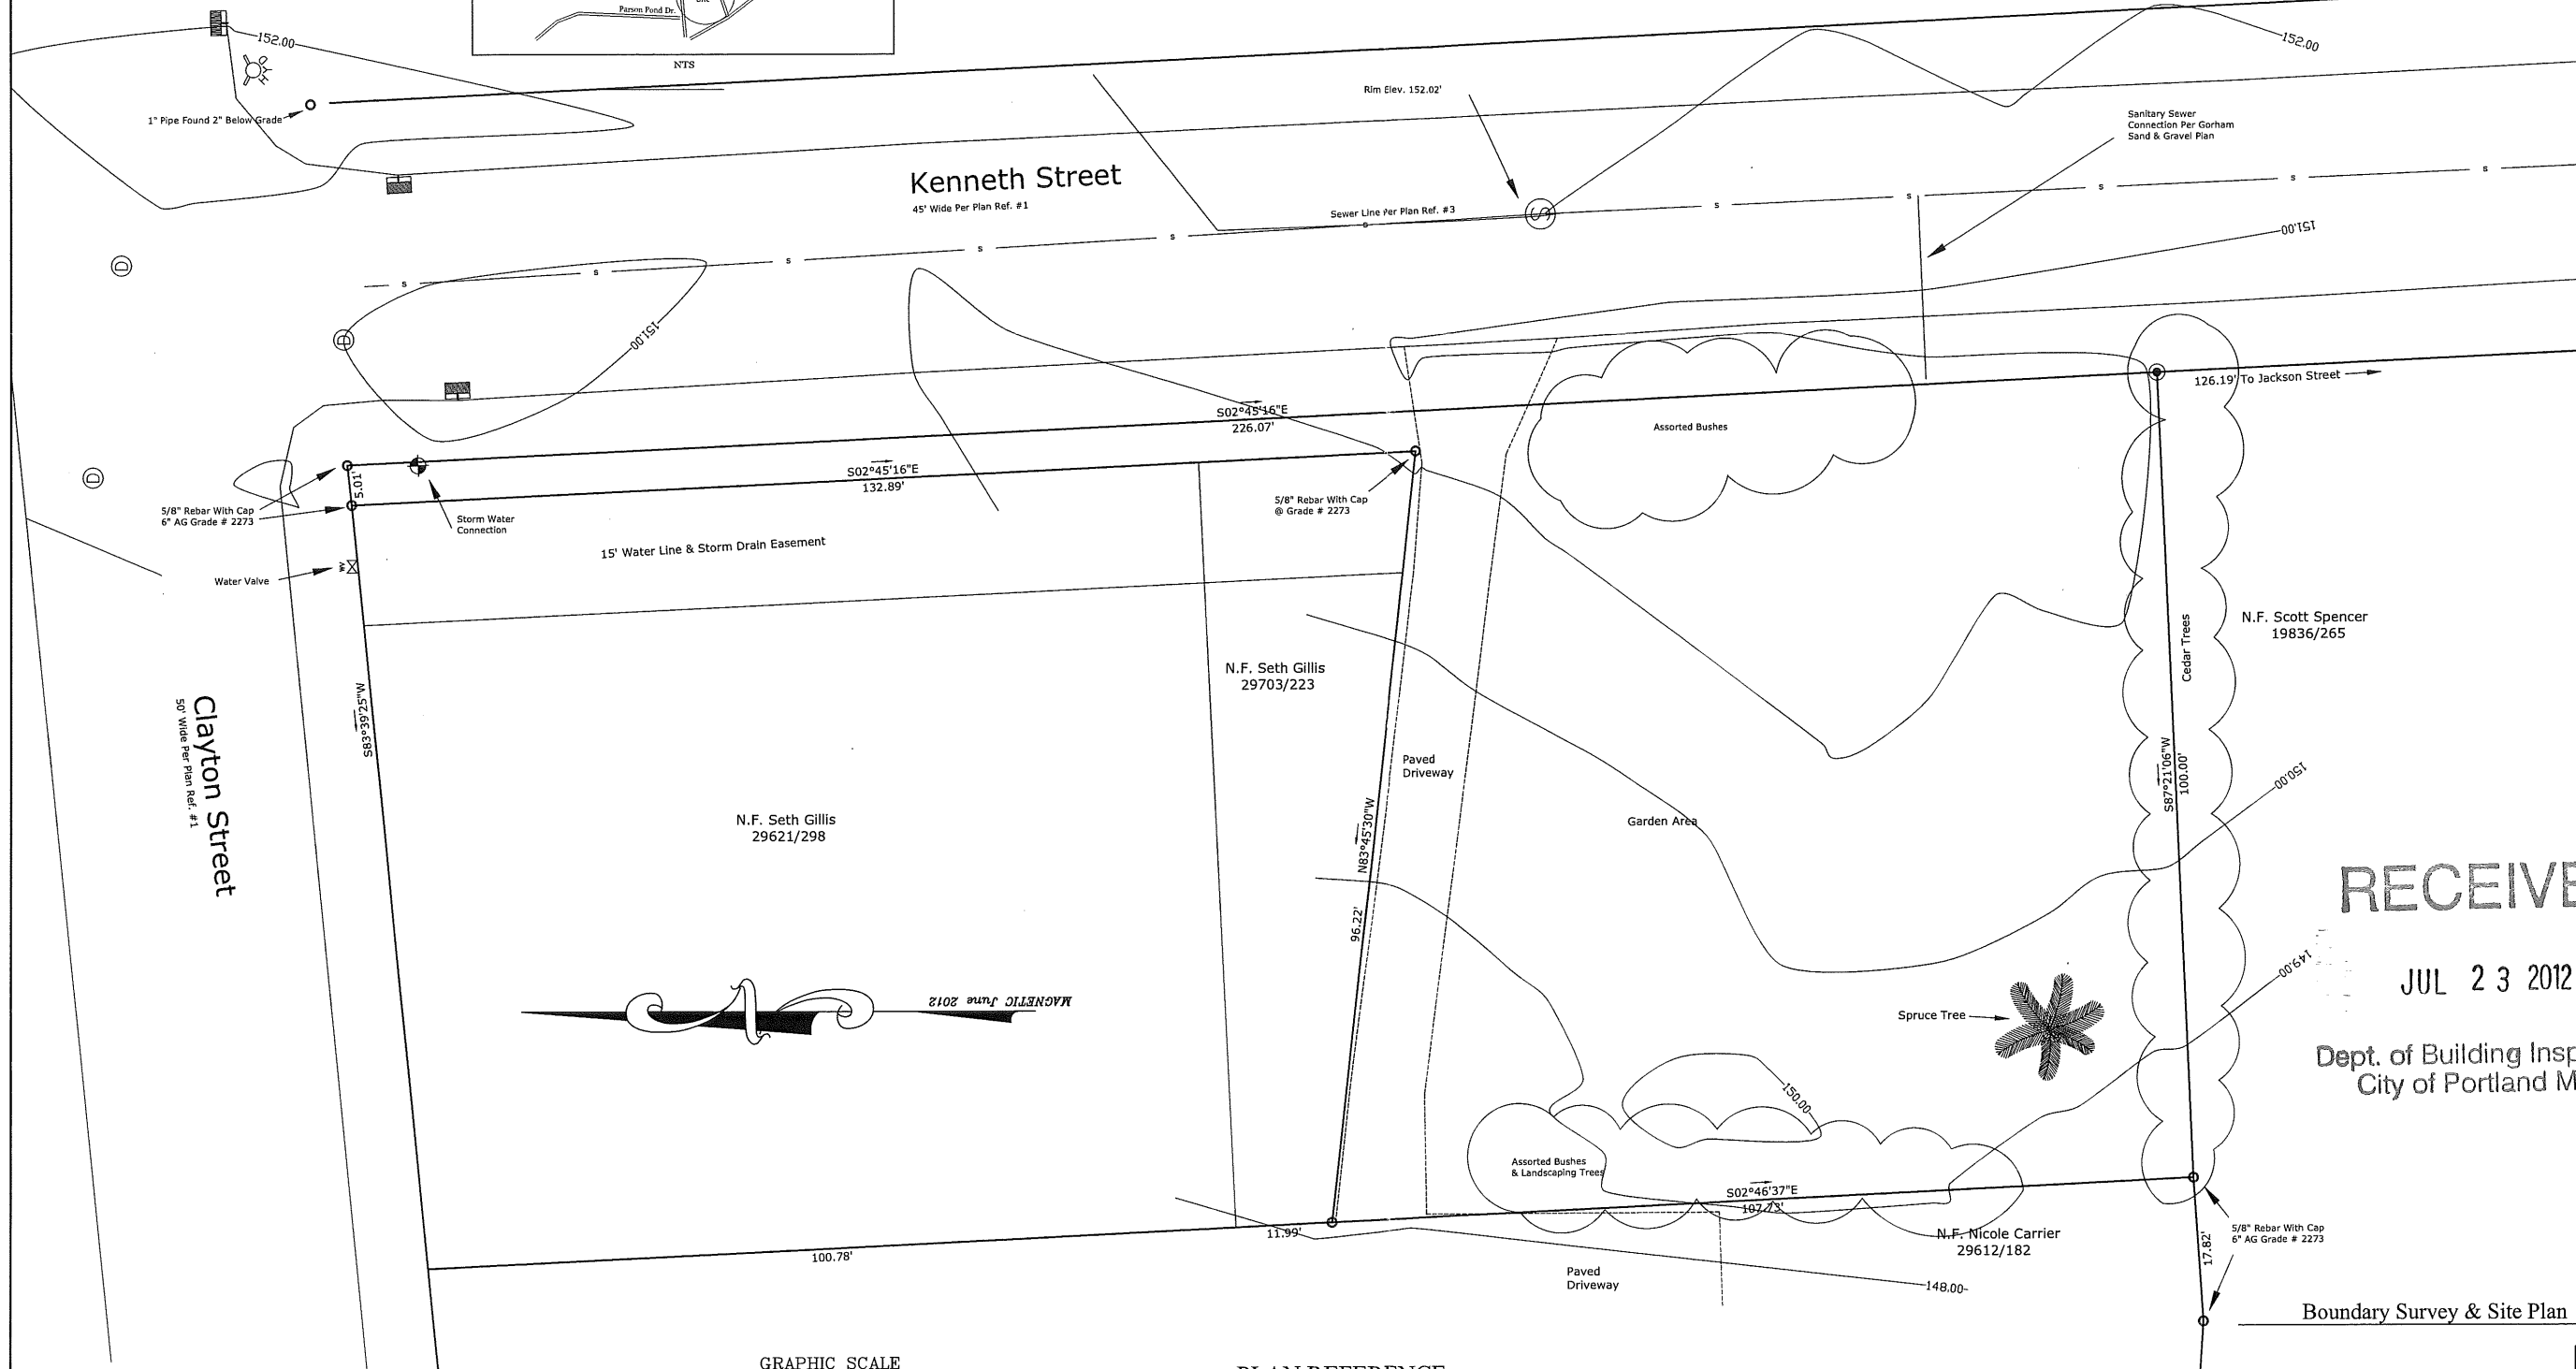 Parson Pond Dr.
NTS
152.00
152.00
1" Pipe Found 2" Below Grade
Rim Elev. 152.02'
Sanitary Sewer
Connection Per Gorham
Sand & Gravel Plan
Kenneth Street
45' Wide Per Plan Ref. #1
Sewer Line Per Plan Ref. #3
S
S
S
S
S
S
S
S
S
S
S
S
D
D
D
151.00
151.00
126.19' To Jackson Street
S02°45'16"E
226.07'
Assorted Bushes
S02°45'16"E
132.89'
5.01'
5/8" Rebar With Cap
6" AG Grade # 2273
Storm Water
Connection
5/8" Rebar With Cap
@ Grade # 2273
15' Water Line & Storm Drain Easement
Water Valve
WV
N.F. Scott Spencer
19836/265
Cedar Trees
N.F. Seth Gillis
29703/223
S83°39'25"W
Clayton Street
50' Wide Per Plan Ref. #1
Paved
Driveway
S87°21'06"W
100.00'
150.00
N.F. Seth Gillis
29621/298
N83°45'30"W
96.22'
Garden Area
RECEIVE
JUL 23 2012
149.00
MAGNETIC June 2012
N
Spruce Tree
Dept. of Building Insp
City of Portland M
150.00
Assorted Bushes
& Landscaping Trees
S02°46'37"E
107.73'
11.99'
100.78'
N.F. Nicole Carrier
29612/182
5/8" Rebar With Cap
6" AG Grade # 2273
17.82'
Paved
Driveway
148.00
Boundary Survey & Site Plan
GRAPHIC SCALE
PLAN REFERENCE